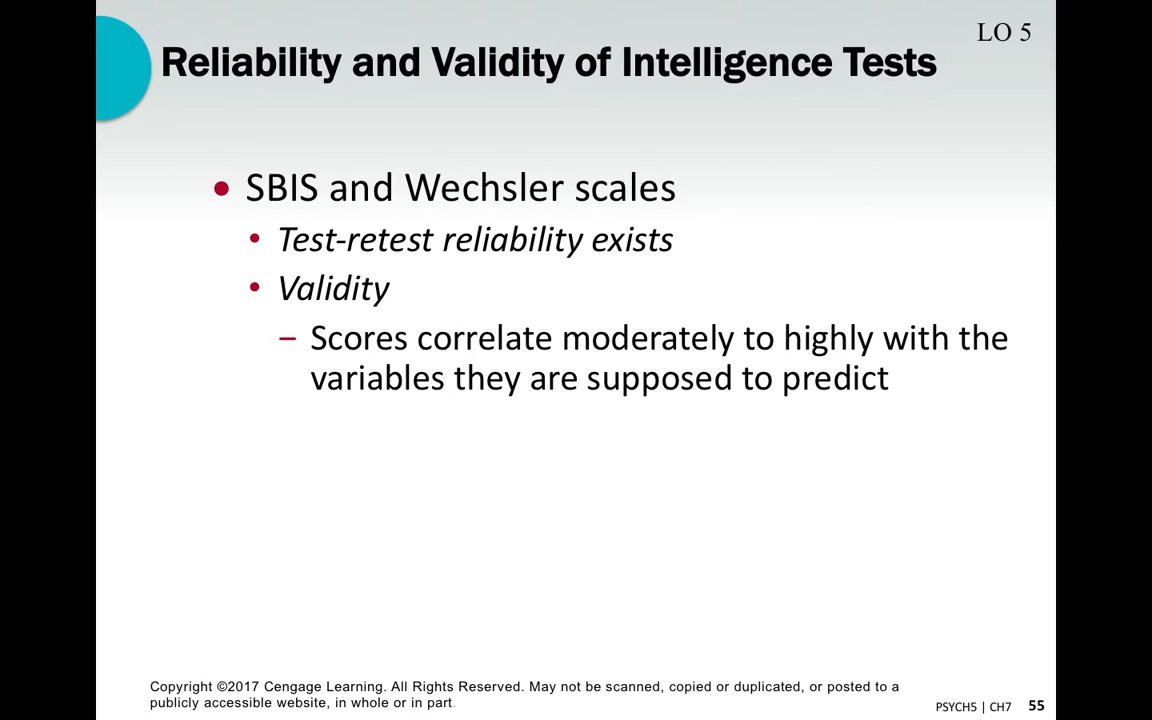 LO 5
Reliability and Validity of Intelligence Tests
• SBIS and Wechsler scales
• Test-retest reliability exists
• Validity
– Scores correlate moderately to highly with the
variables they are supposed to predict
Copyright ©2017 Cengage Learning. All Rights Reserved. May not be scanned, copied or duplicated, or posted to a
publicly accessible website, in whole or in part.
PSYCH5 | CH7 55